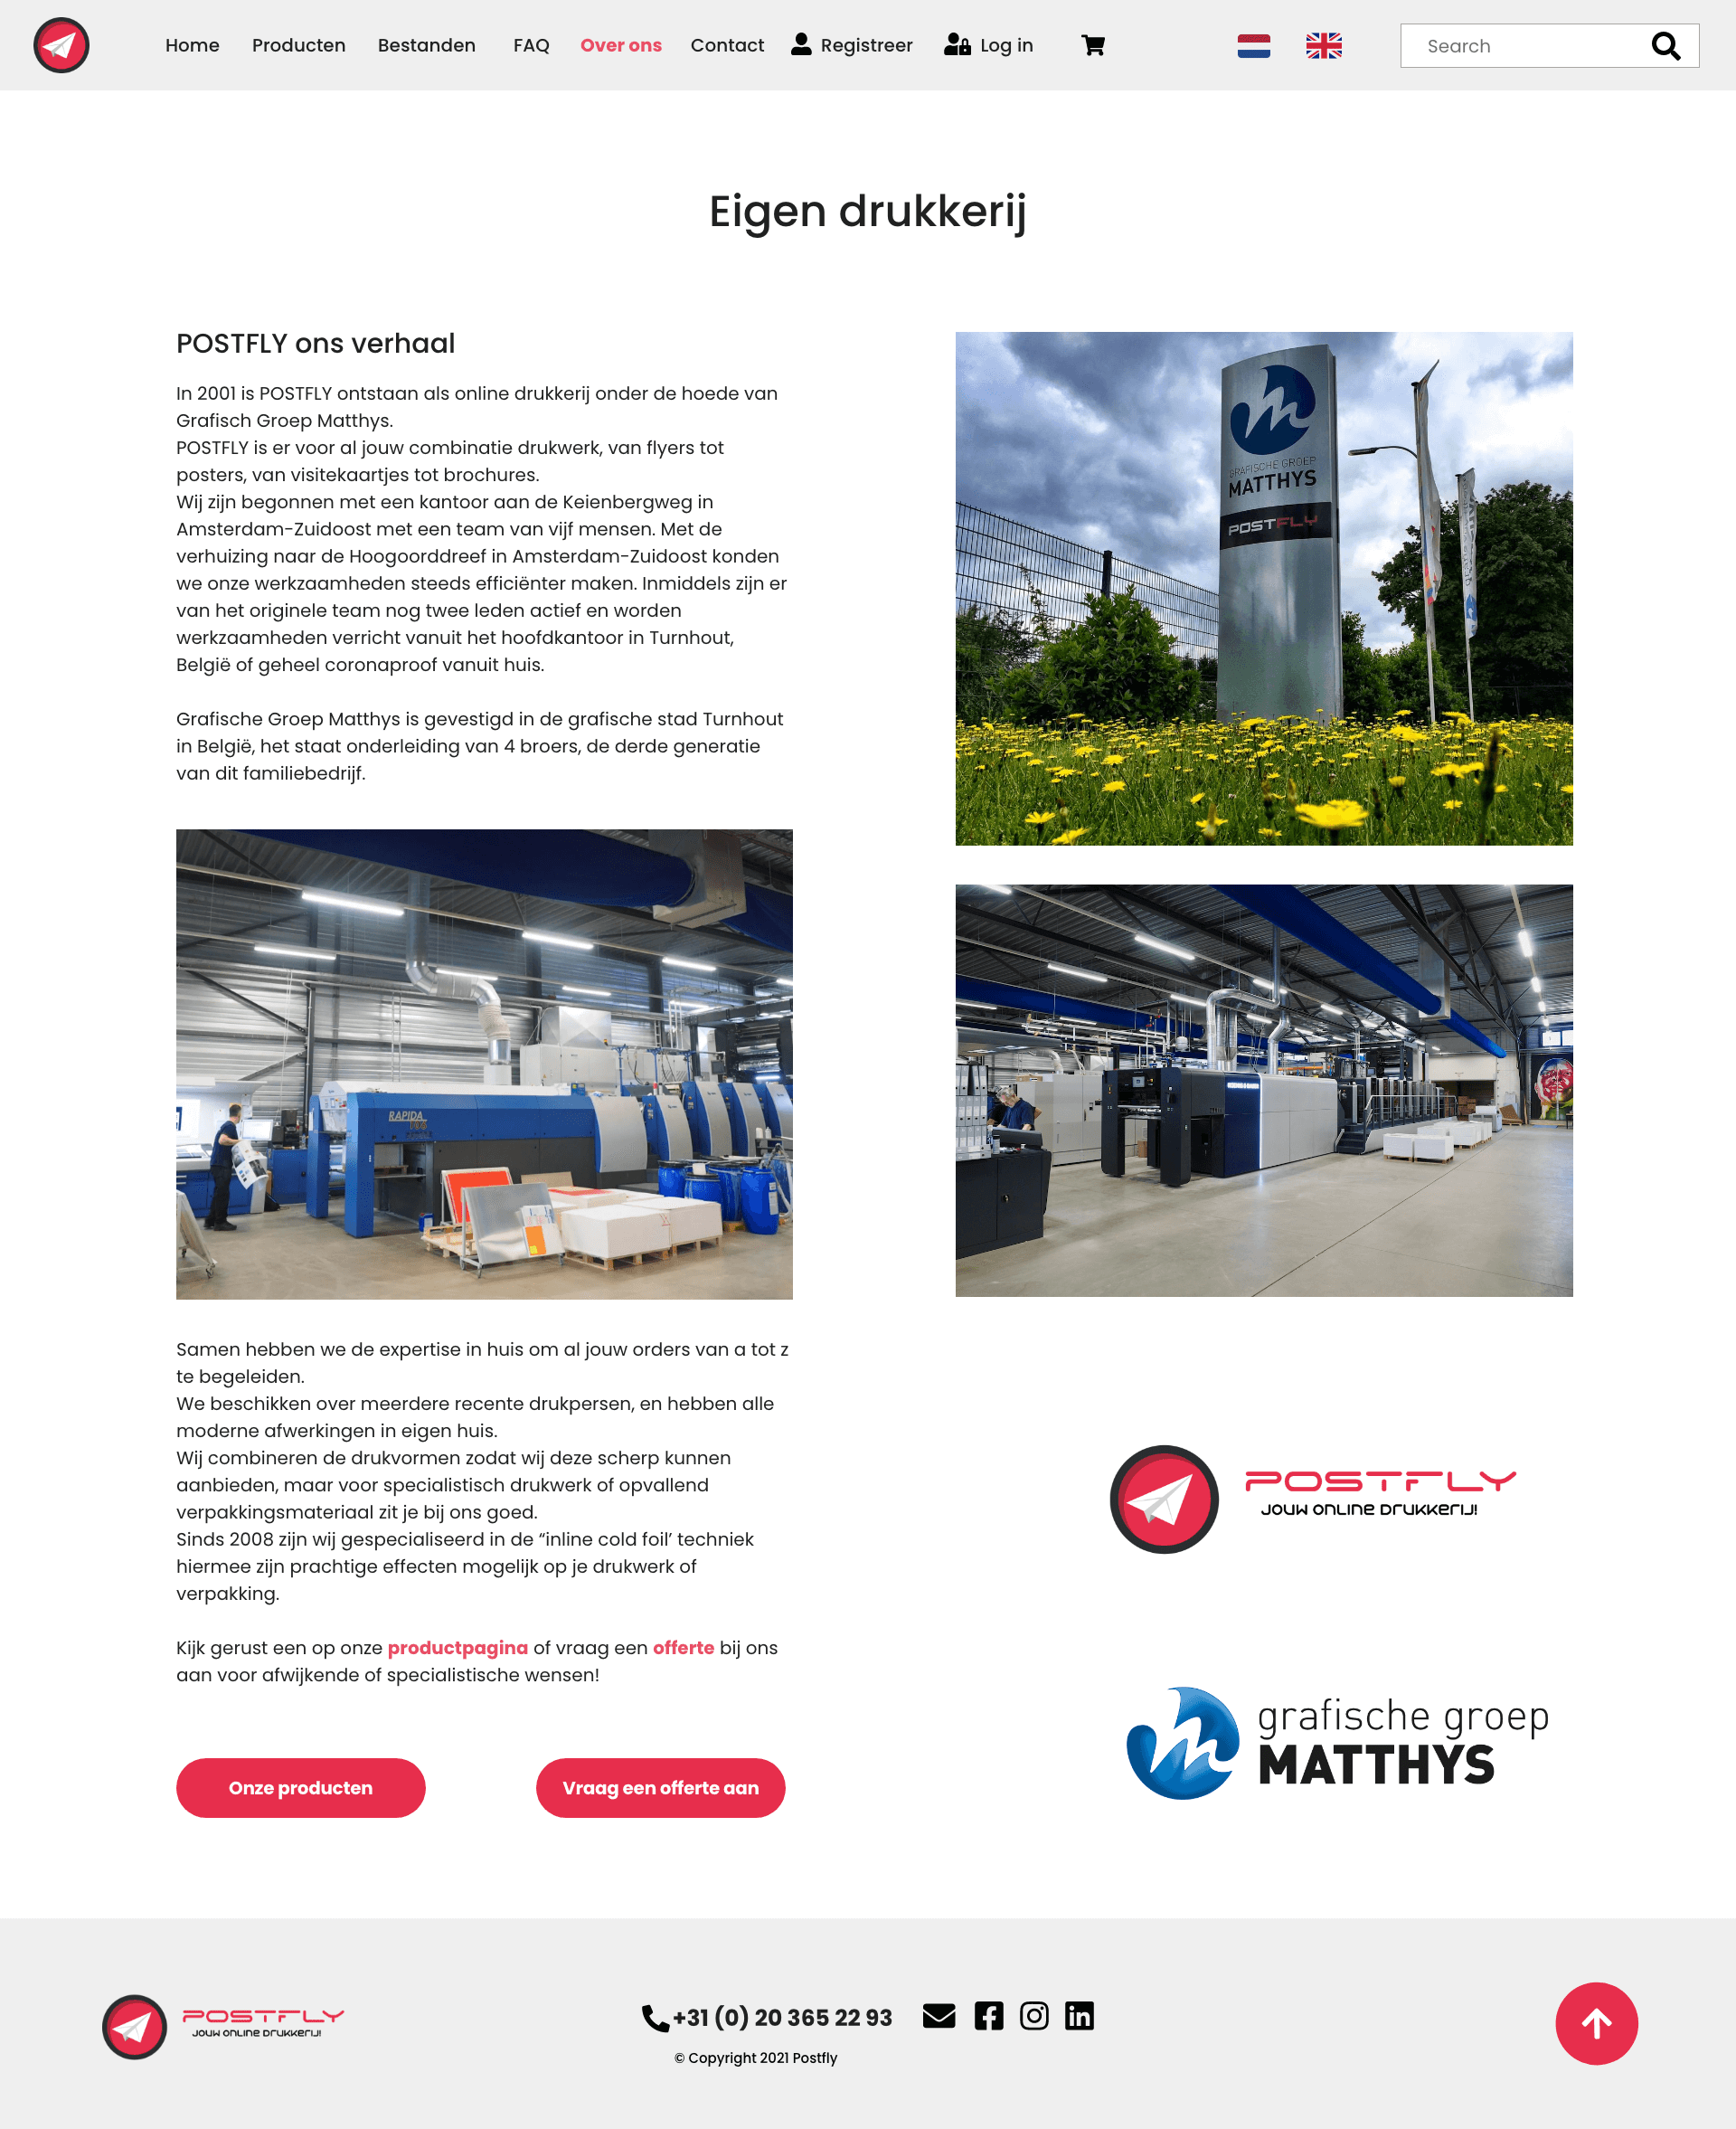 Home Producten Bestanden FAQ Over ons Contact Registreer Log in Search
Eigen drukkerij
POSTFLY ons verhaal
In 2001 is POSTFLY ontstaan als online drukkerij onder de hoede van
Grafisch Groep Matthys.
POSTFLY is er voor al jouw combinatie drukwerk, van flyers tot
posters, van visitekaartjes tot brochures.
Wij zijn begonnen met een kantoor aan de Keienbergweg in
Amsterdam-Zuidoost met een team van vijf mensen. Met de
verhuizing naar de Hoogoorddreef in Amsterdam-Zuidoost konden
we onze werkzaamheden steeds efficiënter maken. Inmiddels zijn er
van het originele team nog twee leden actief en worden
werkzaamheden verricht vanuit het hoofdkantoor in Turnhout,
België of geheel coronaproof vanuit huis.
Grafische Groep Matthys is gevestigd in de grafische stad Turnhout
in België, het staat onderleiding van 4 broers, de derde generatie
van dit familiebedrijf.
GRAFISCHE GROEP
MATTHYS
POSTFLY
RAPIDA
Samen hebben we de expertise in huis om al jouw orders van a tot z
te begeleiden.
We beschikken over meerdere recente drukpersen, en hebben alle
moderne afwerkingen in eigen huis.
Wij combineren de drukvormen zodat wij deze scherp kunnen
aanbieden, maar voor specialistisch drukwerk of opvallend
verpakkingsmateriaal zit je bij ons goed.
Sinds 2008 zijn wij gespecialiseerd in de “inline cold foil’ techniek
hiermee zijn prachtige effecten mogelijk op je drukwerk of
verpakking.
Kijk gerust een op onze productpagina of vraag een offerte bij ons
aan voor afwijkende of specialistische wensen!
Onze producten
Vraag een offerte aan
POSTFLY
Jouw online drukkerij!
grafische groep
MATTHYS
POSTFLY
Jouw online drukkerij!
+31 (0) 20 365 22 93
© Copyright 2021 Postfly